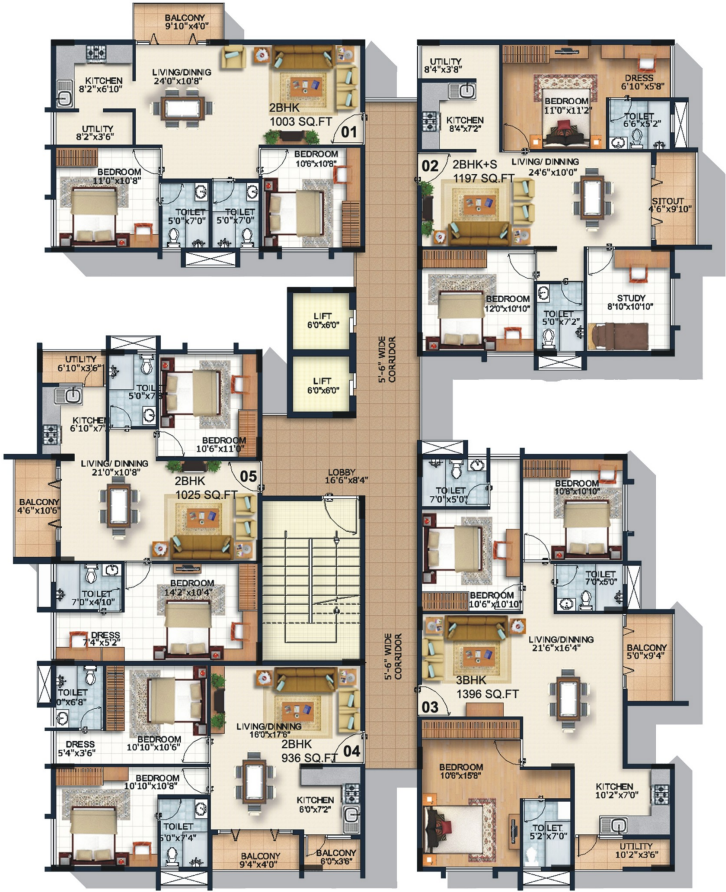 BALCONY
9'10"x4'0"
KITCHEN
8'2"x6'10"
LIVING/DINNIG
24'0"x10'8"
2BHK
1003 SQ.FT
01
UTILITY
8'2"x3'6"
BEDROOM
11'0"x10'8"
TOILET
5'0"x7'0"
TOILET
5'0"x7'0"
BEDROOM
10'6"x10'8"
UTILITY
8'4"x3'8"
KITCHEN
8'4"x7'2"
BEDROOM
11'0"x11'2"
DRESS
6'10"x5'8"
TOILET
6'6"x5'2"
02
2BHK+S
1197 SQ.FT
LIVING/ DINNING
24'6"x10'0"
SITOUT
4'6"x9'10"
BEDROOM
12'0"x10'10"
TOILET
5'0"x7'2"
STUDY
8'10"x10'10"
LIFT
6'0"x6'0"
LIFT
6'0"x6'0"
5'-6" WIDE
CORRIDOR
UTILITY
6'10"x3'6"
TOILET
5'0"x7'
KITCHEN
6'10"x7'
BEDROOM
10'6"x11'0"
LIVING/ DINNING
21'0"x10'8"
2BHK
1025 SQ.FT
05
BALCONY
4'6"x10'6"
LOBBY
16'6"x8'4"
TOILET
7'0"x4'10"
BEDROOM
14'2"x10'4"
DRESS
7'4"x5'2"
5'-6" WIDE
CORRIDOR
TOILET
0"x6'8"
DRESS
5'4"x3'6"
BEDROOM
10'10"x10'6"
LIVING/DINNING
16'0"x17'6"
2BHK
936 SQ.FT
04
BEDROOM
10'10"x10'8"
TOILET
5'0"x7'4"
KITCHEN
6'0"x7'2"
BALCONY
9'4"x4'0"
BALCONY
6'0"x3'6"
TOILET
7'0"x5'0"
BEDROOM
10'8"x10'10"
BEDROOM
10'6"x10'10"
TOILET
7'0"x5'0"
LIVING/DINNING
21'6"x16'4"
BALCONY
5'0"x9'4"
3BHK
1396 SQ.FT
03
BEDROOM
10'6"x15'8"
TOILET
5'2"x7'0"
KITCHEN
10'2"x7'0"
UTILITY
10'2"x3'6"